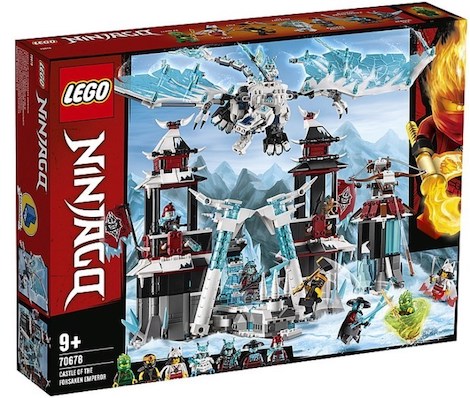 LEGO
NINJAGO
9+
70678
CASTLE OF THE
FORSAKEN EMPEROR